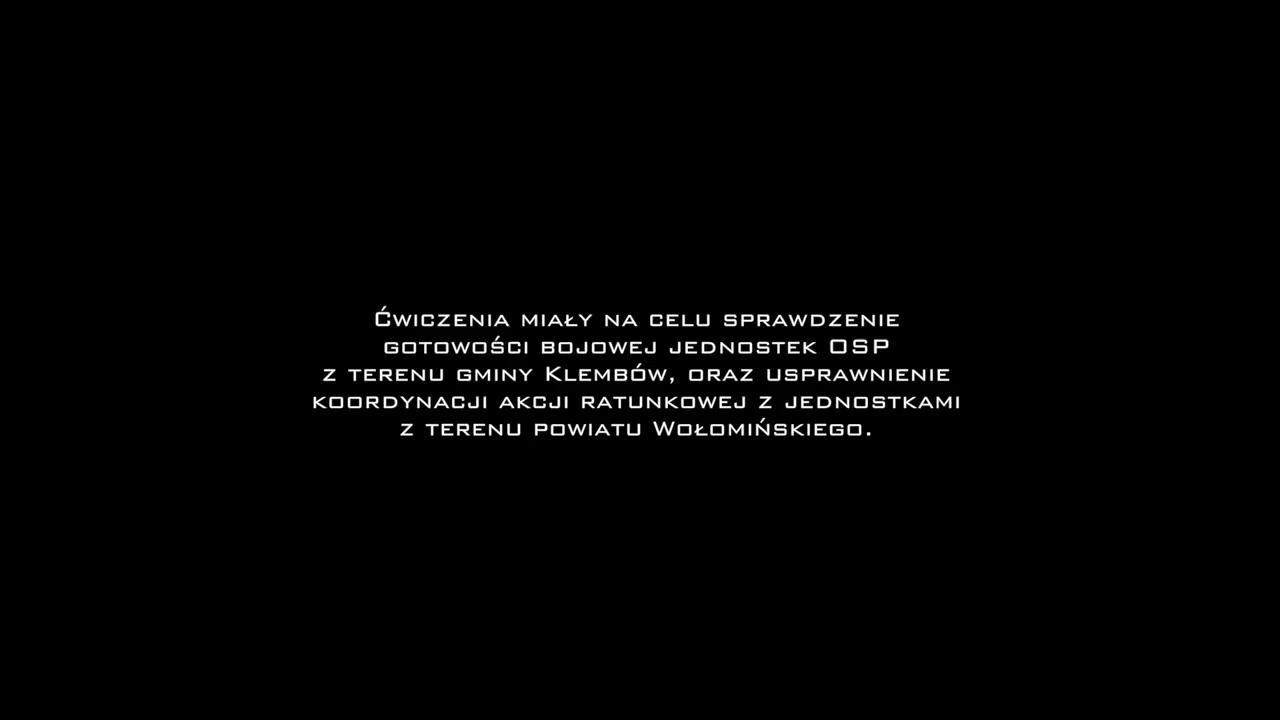 Ćwiczenia miały na celu sprawdzenie
gotowości bojowej jednostek OSP
z terenu gminy Klembów, oraz usprawnienie
koordynacji akcji ratunkowej z jednostkami
z terenu powiatu Wołomińskiego.